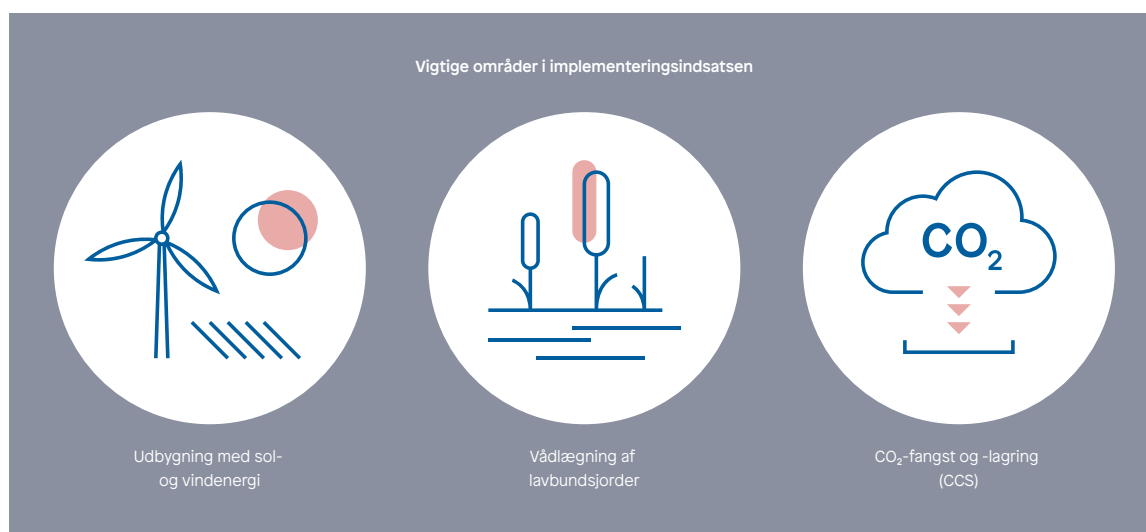 Vigtige områder i implementeringsindsatsen
CO₂
Udbygning med sol-
og vindenergi
Vådlægning af
lavbundsjorder
CO₂-fangst og -lagring
(CCS)